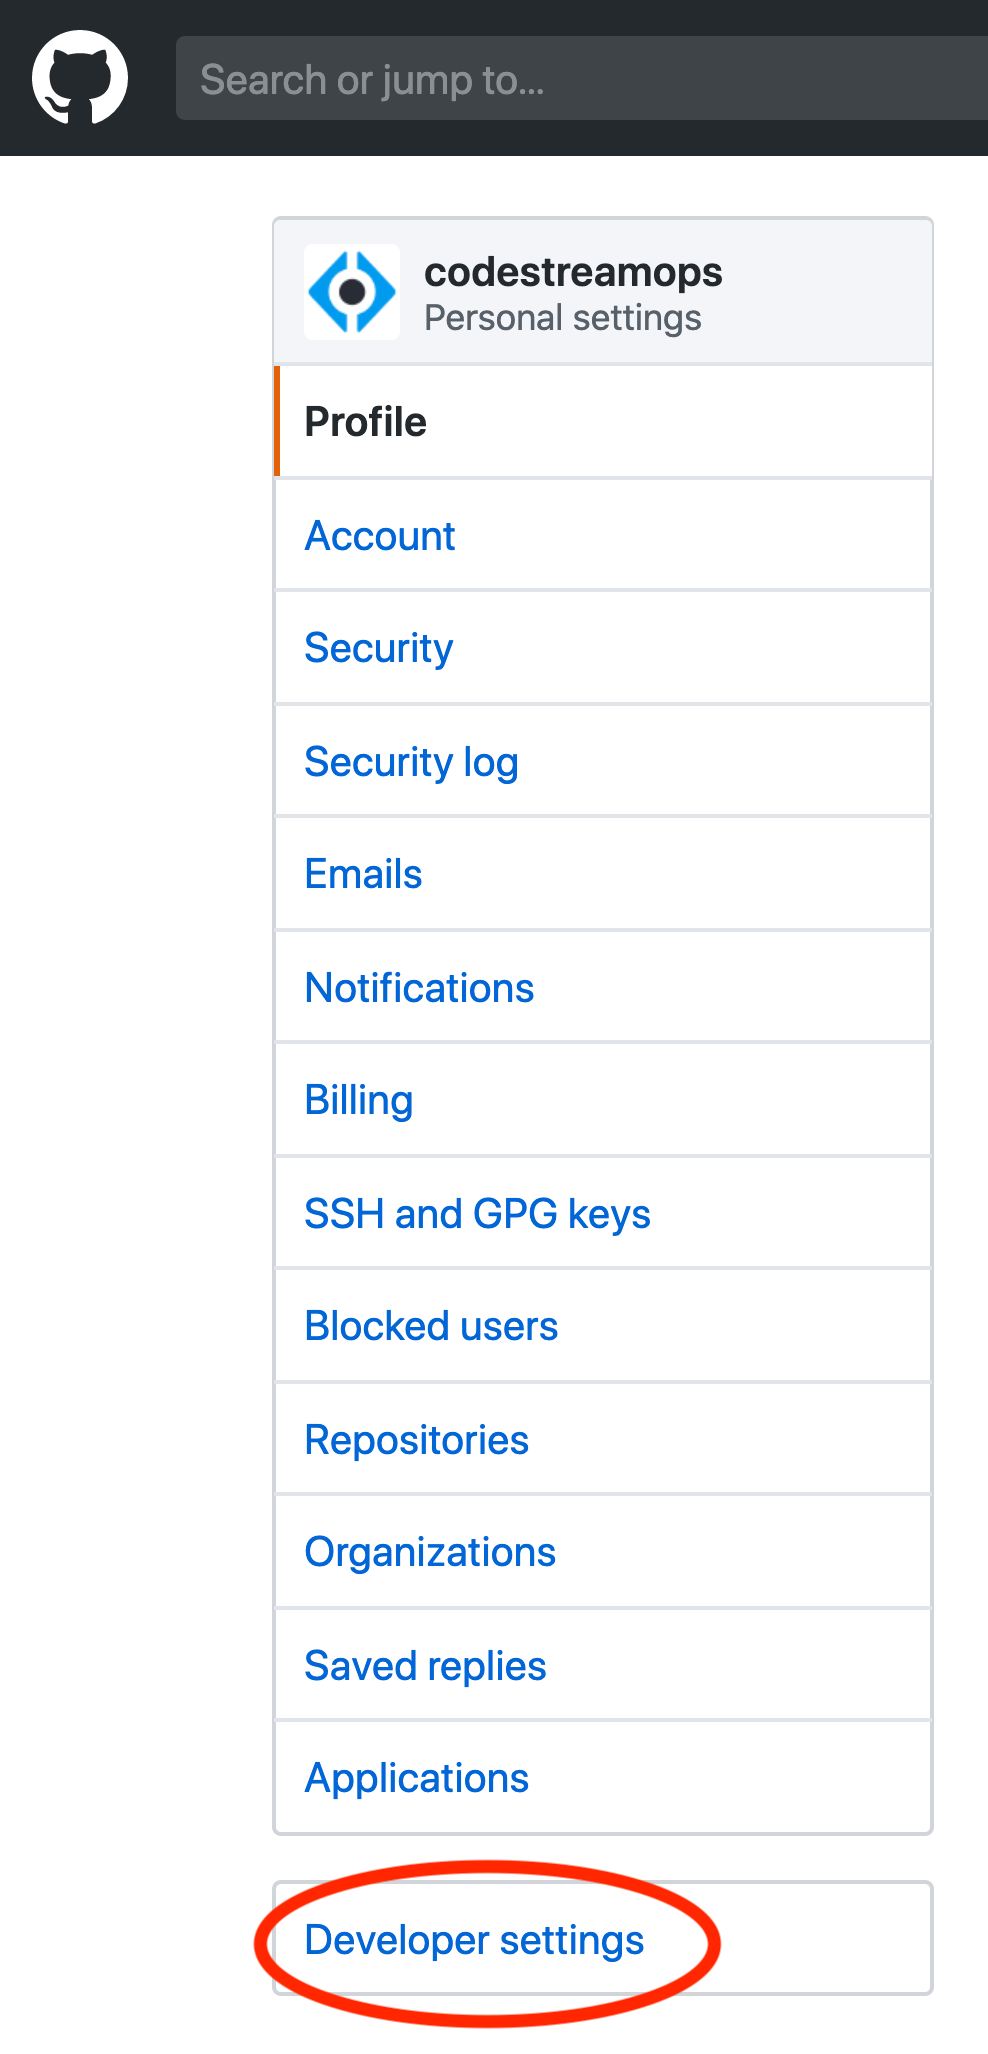 Search or jump to...
codestreamops
Personal settings
Profile
Account
Security
Security log
Emails
Notifications
Billing
SSH and GPG keys
Blocked users
Repositories
Organizations
Saved replies
Applications
Developer settings